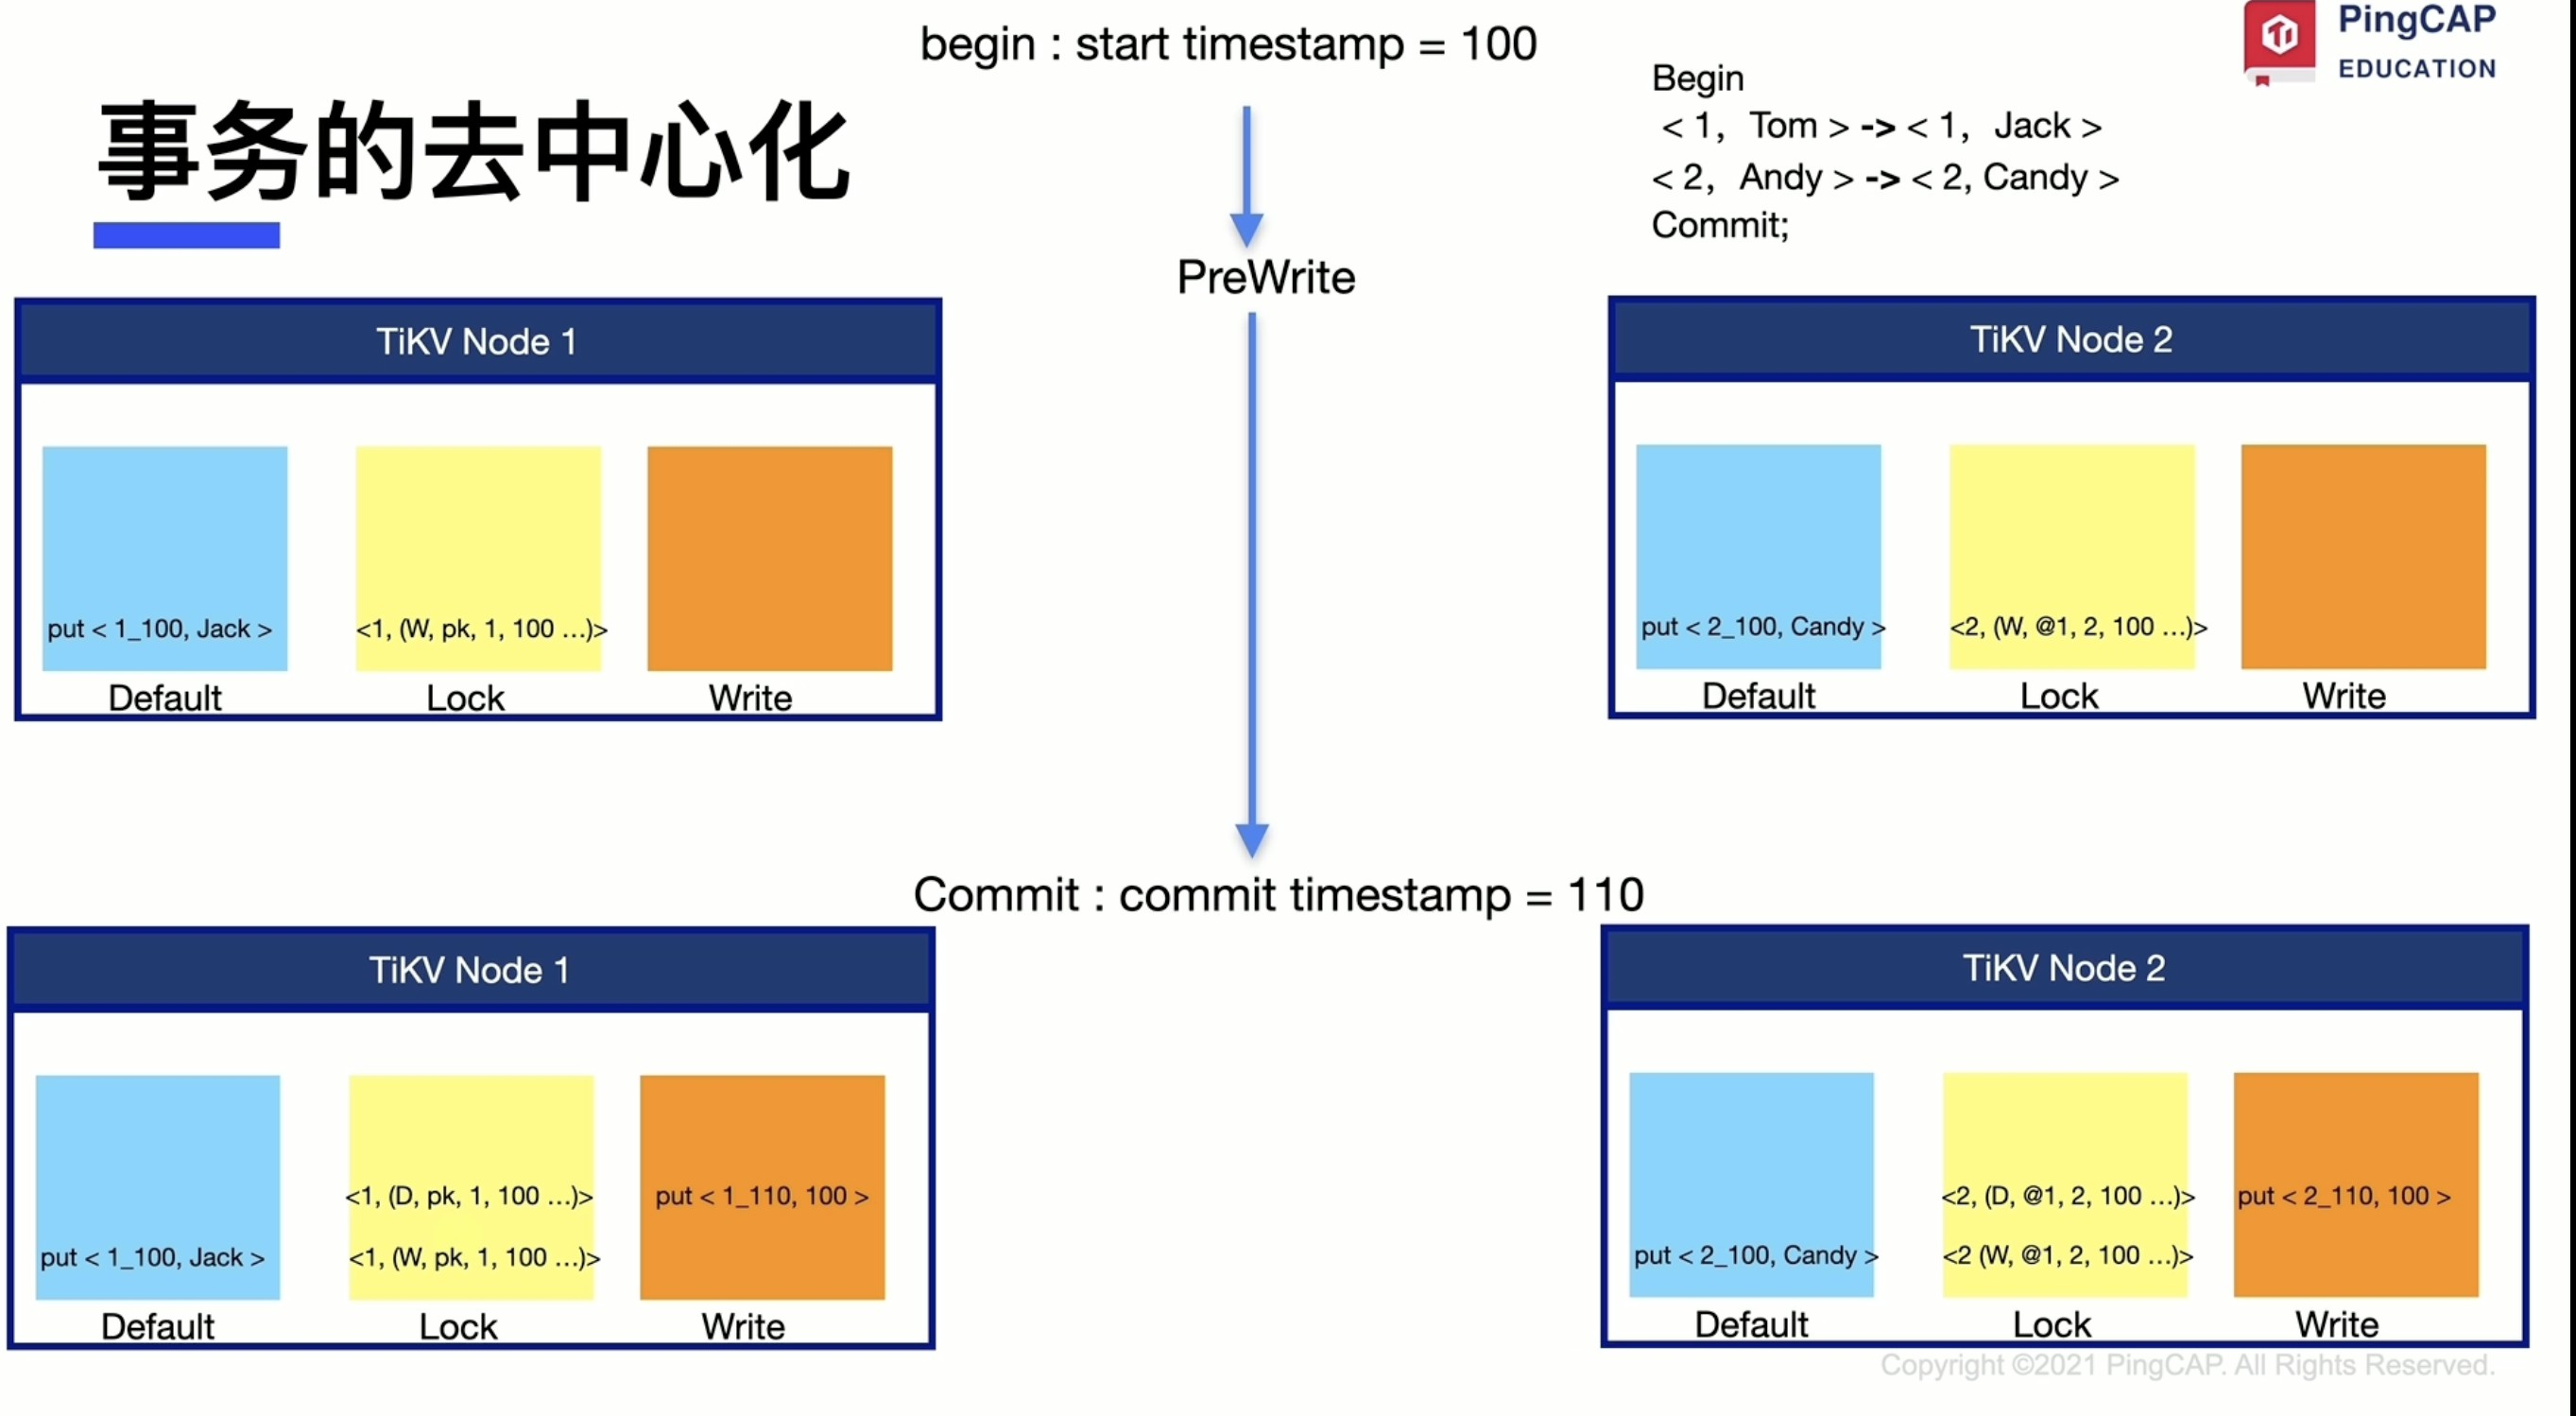 begin : start timestamp = 100
PingCAP
EDUCATION
事务的去中心化
Begin
< 1, Tom > -> < 1, Jack >
< 2, Andy > -> < 2, Candy >
Commit;
PreWrite
TiKV Node 1
put < 1_100, Jack >
<1, (W, pk, 1, 100 ...)>
Default
Lock
Write
TiKV Node 2
put < 2_100, Candy >
<2, (W, @1, 2, 100 ...)>
Default
Lock
Write
Commit : commit timestamp = 110
TiKV Node 1
<1, (D, pk, 1, 100 ...)>
put < 1_110, 100 >
put < 1_100, Jack >
<1, (W, pk, 1, 100 ...)>
Default
Lock
Write
TiKV Node 2
<2, (D, @1, 2, 100 ...)>
put < 2_110, 100 >
put < 2_100, Candy >
<2 (W, @1, 2, 100 ...)>
Default
Lock
Write
Copyright ©2021 PingCAP. All Rights Reserved.